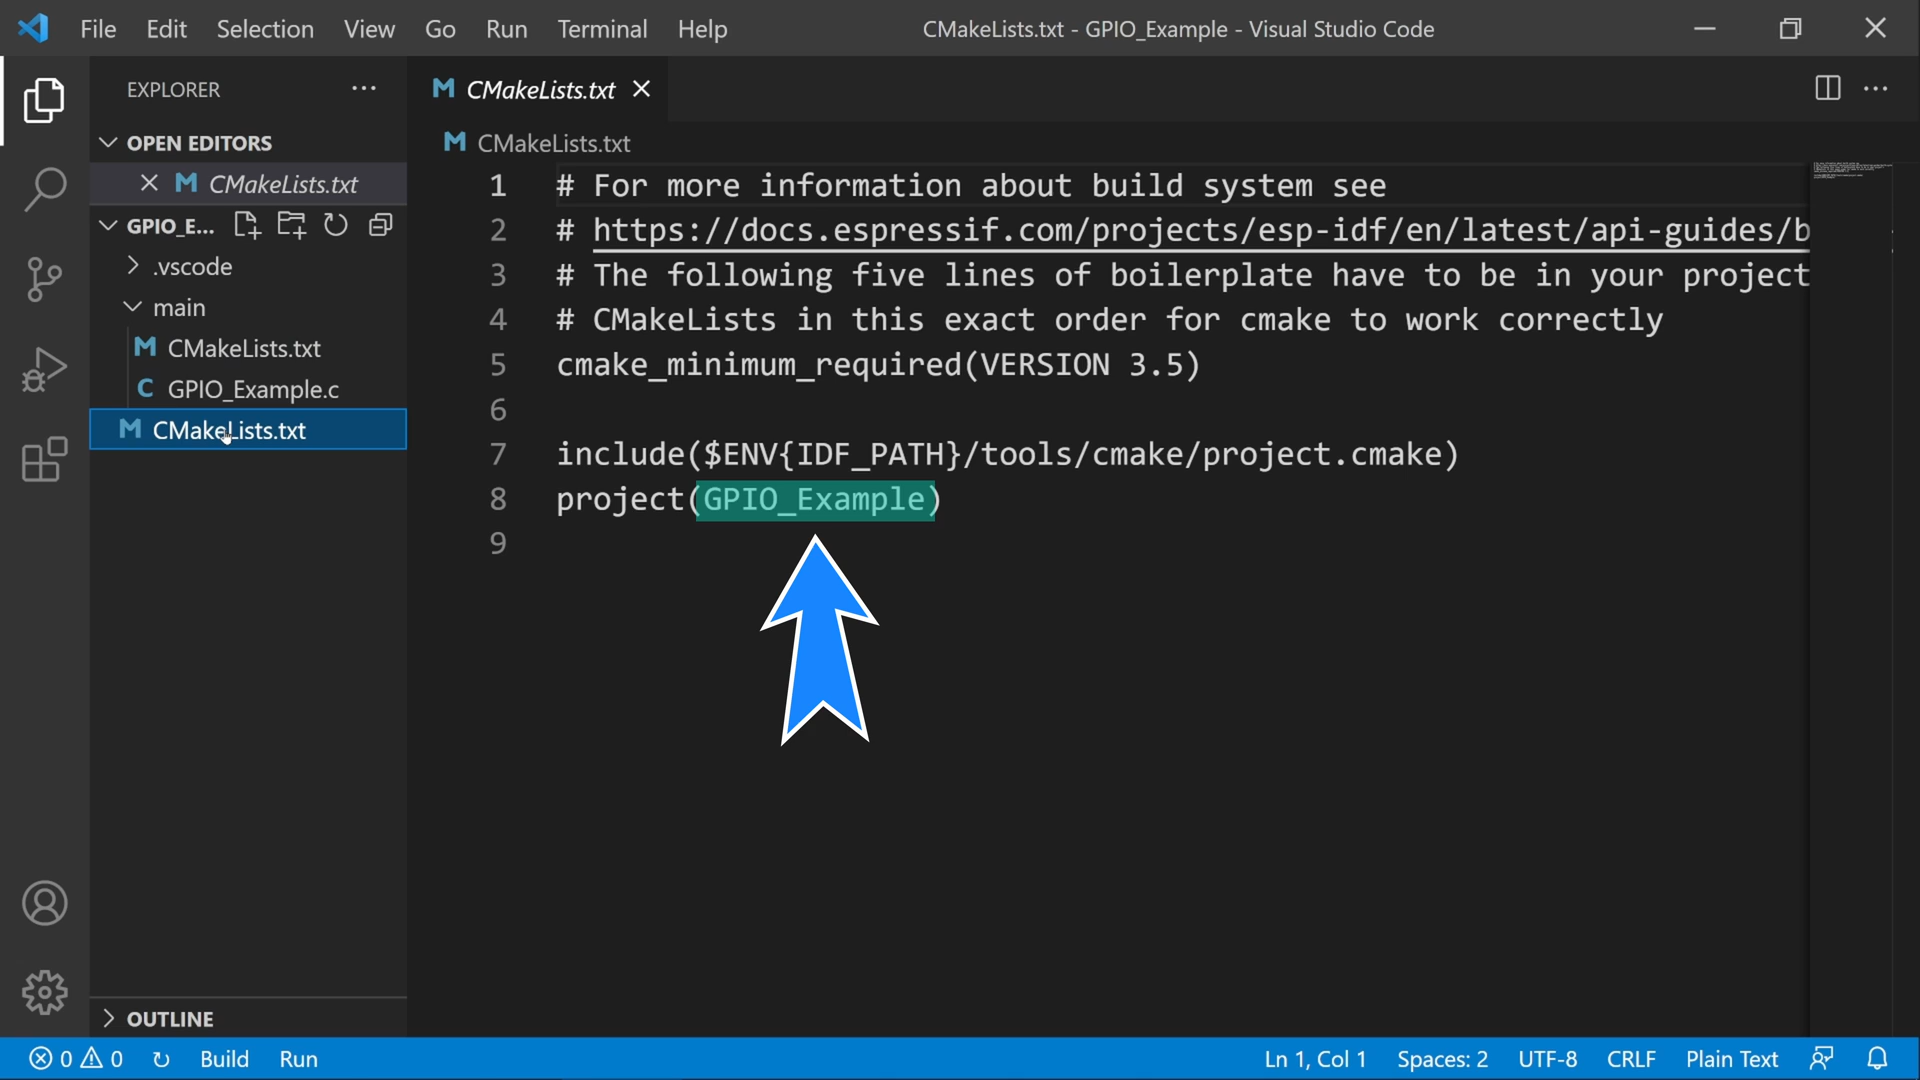 File Edit Selection View Go Run Terminal Help
CMakeLists.txt - GPIO_Example - Visual Studio Code
EXPLORER
OPEN EDITORS
CMakeLists.txt
GPIO_E...
.vscode
main
CMakeLists.txt
GPIO_Example.c
CMakeLists.txt
OUTLINE
CMakeLists.txt
CMakeLists.txt
1 # For more information about build system see
2 # https://docs.espressif.com/projects/esp-idf/en/latest/api-guides/b
3 # The following five lines of boilerplate have to be in your project
4 # CMakeLists in this exact order for cmake to work correctly
5 cmake_minimum_required(VERSION 3.5)
6
7 include($ENV{IDF_PATH}/tools/cmake/project.cmake)
8 project(GPIO_Example)
9
0 0 Build Run
Ln 1, Col 1 Spaces: 2 UTF-8 CRLF Plain Text